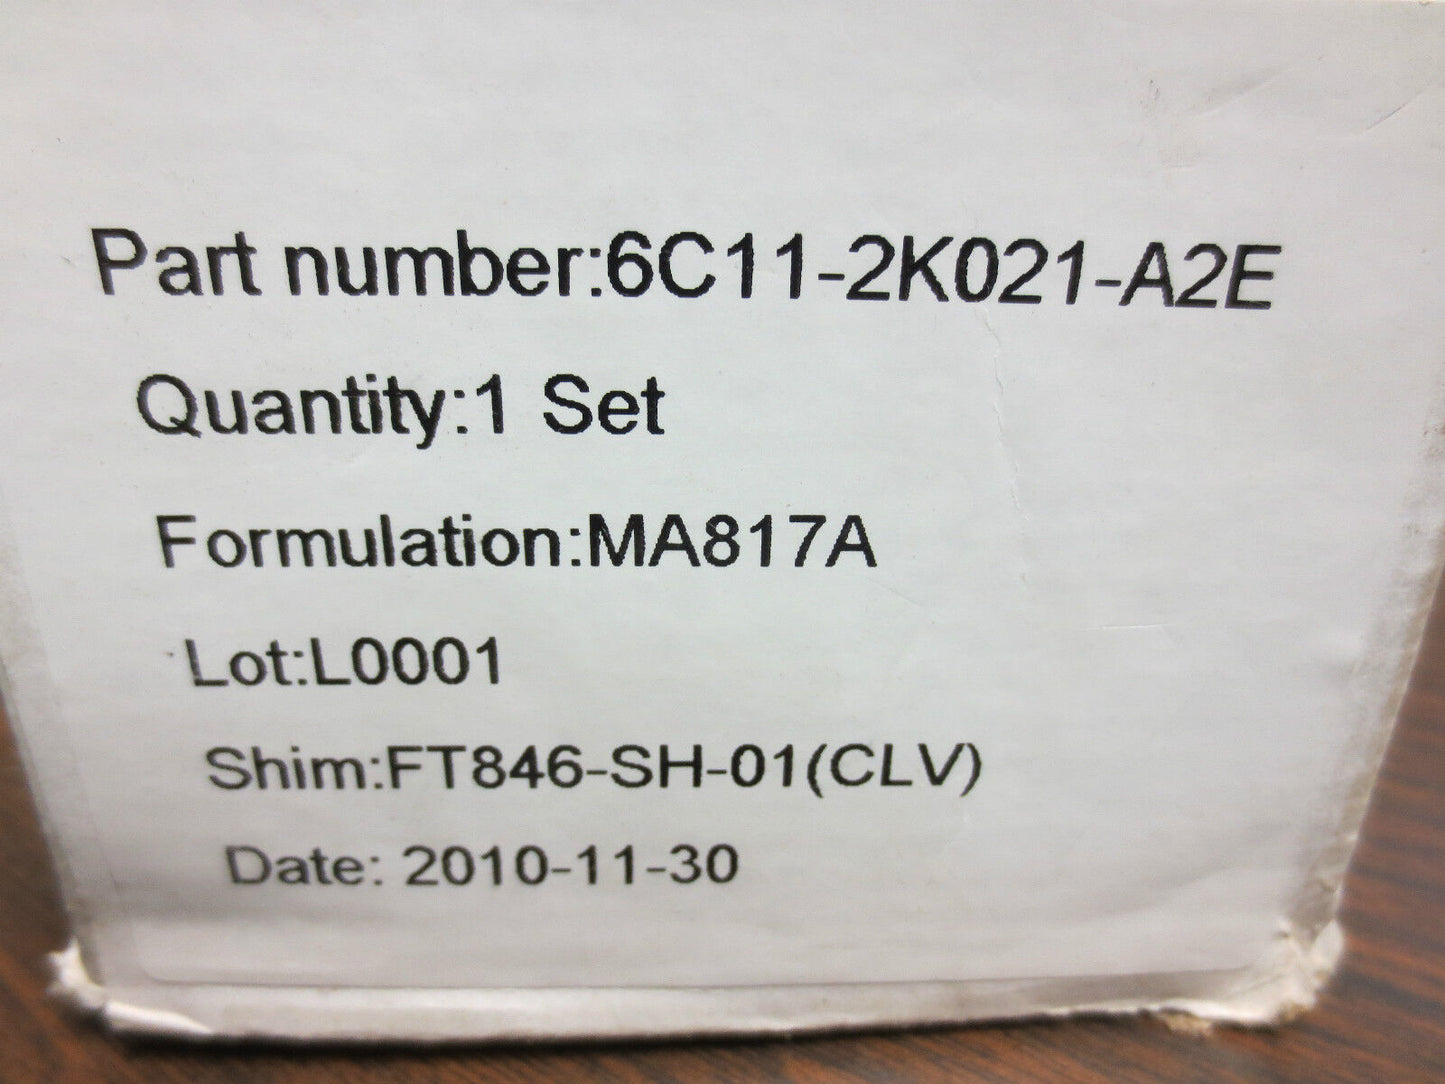 Part number:6C11-2K021-A2E
Quantity:1 Set
Formulation:MA817A
Lot:L0001
Shim:FT846-SH-01(CLV)
Date: 2010-11-30